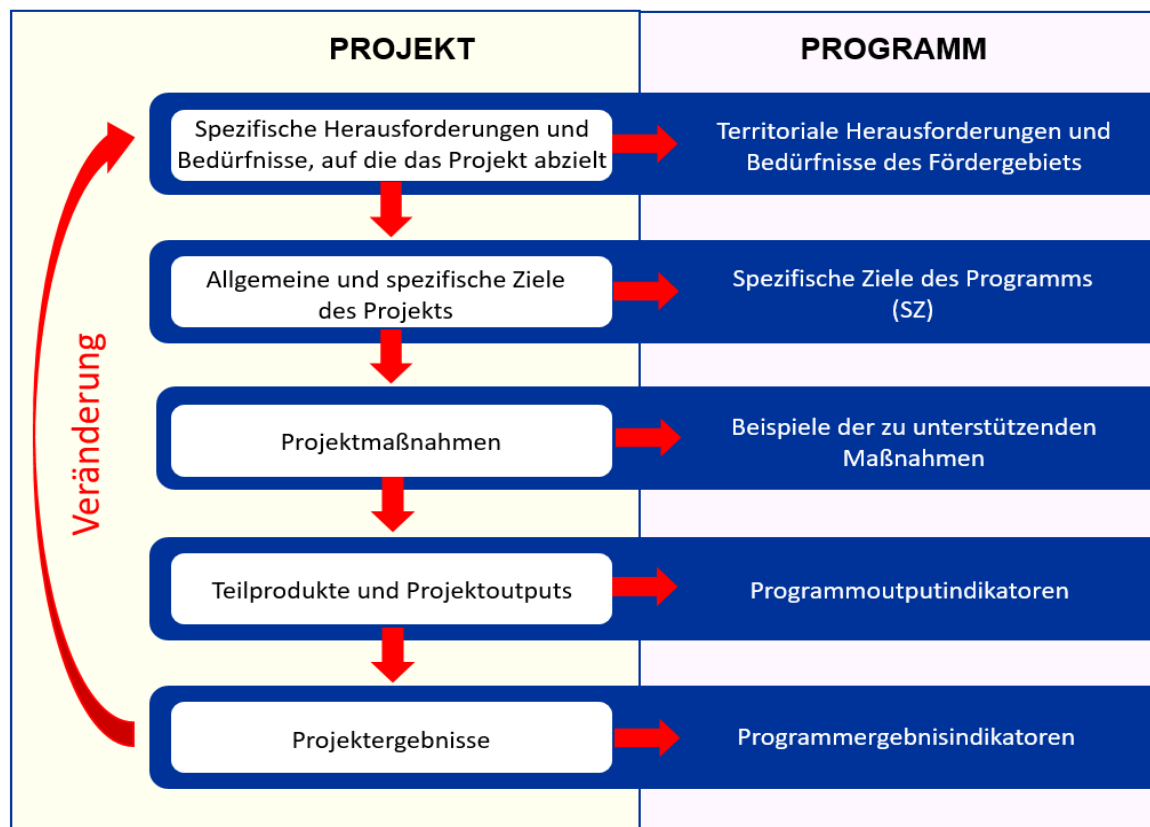 PROJEKT
PROGRAMM
Spezifische Herausforderungen und
Bedürfnisse, auf die das Projekt abzielt
Territoriale Herausforderungen und
Bedürfnisse des Fördergebiets
Allgemeine und spezifische Ziele
des Projekts
Spezifische Ziele des Programms
(SZ)
Projektmaßnahmen
Beispiele der zu unterstützenden
Maßnahmen
Teilprodukte und Projektoutputs
Programmoutputindikatoren
Projektergebnisse
Programmergebnisindikatoren
Veränderung